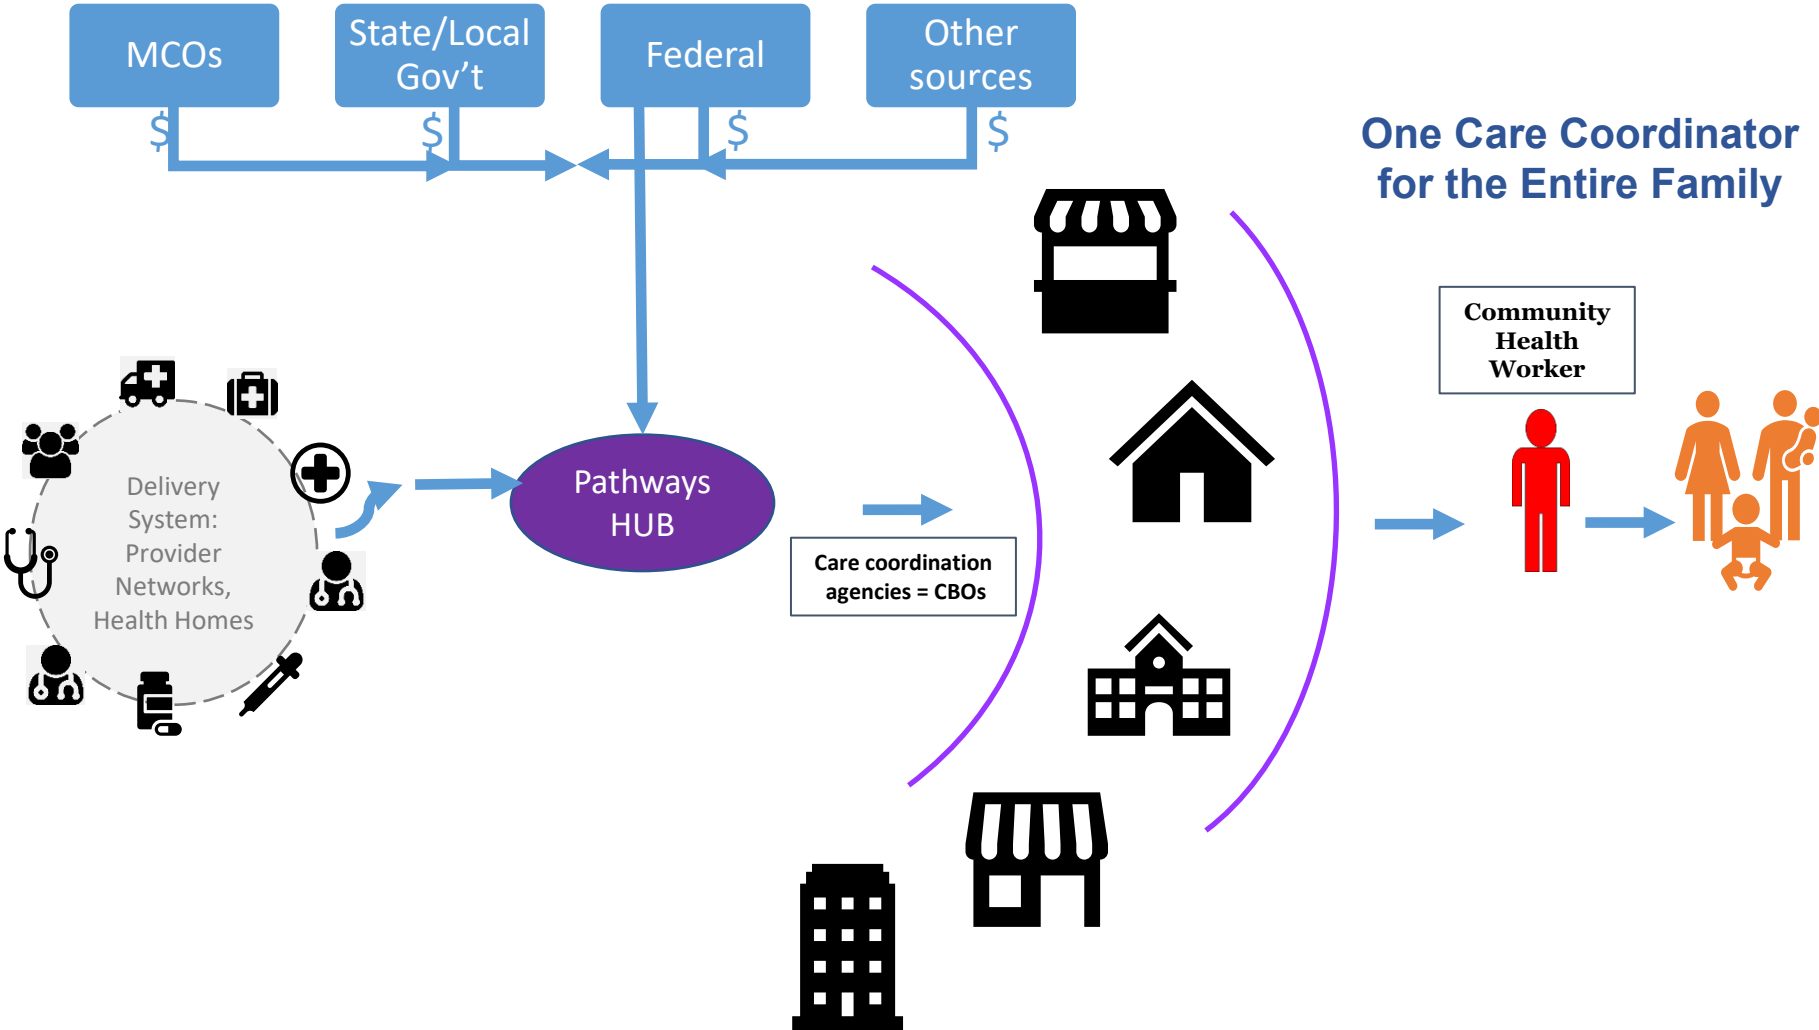 MCOs
State/Local
Gov’t
Federal
Other
sources
$
$
$
$
One Care Coordinator
for the Entire Family
Community
Health
Worker
Delivery
System:
Provider
Networks,
Health Homes
Pathways
HUB
Care coordination
agencies = CBOs